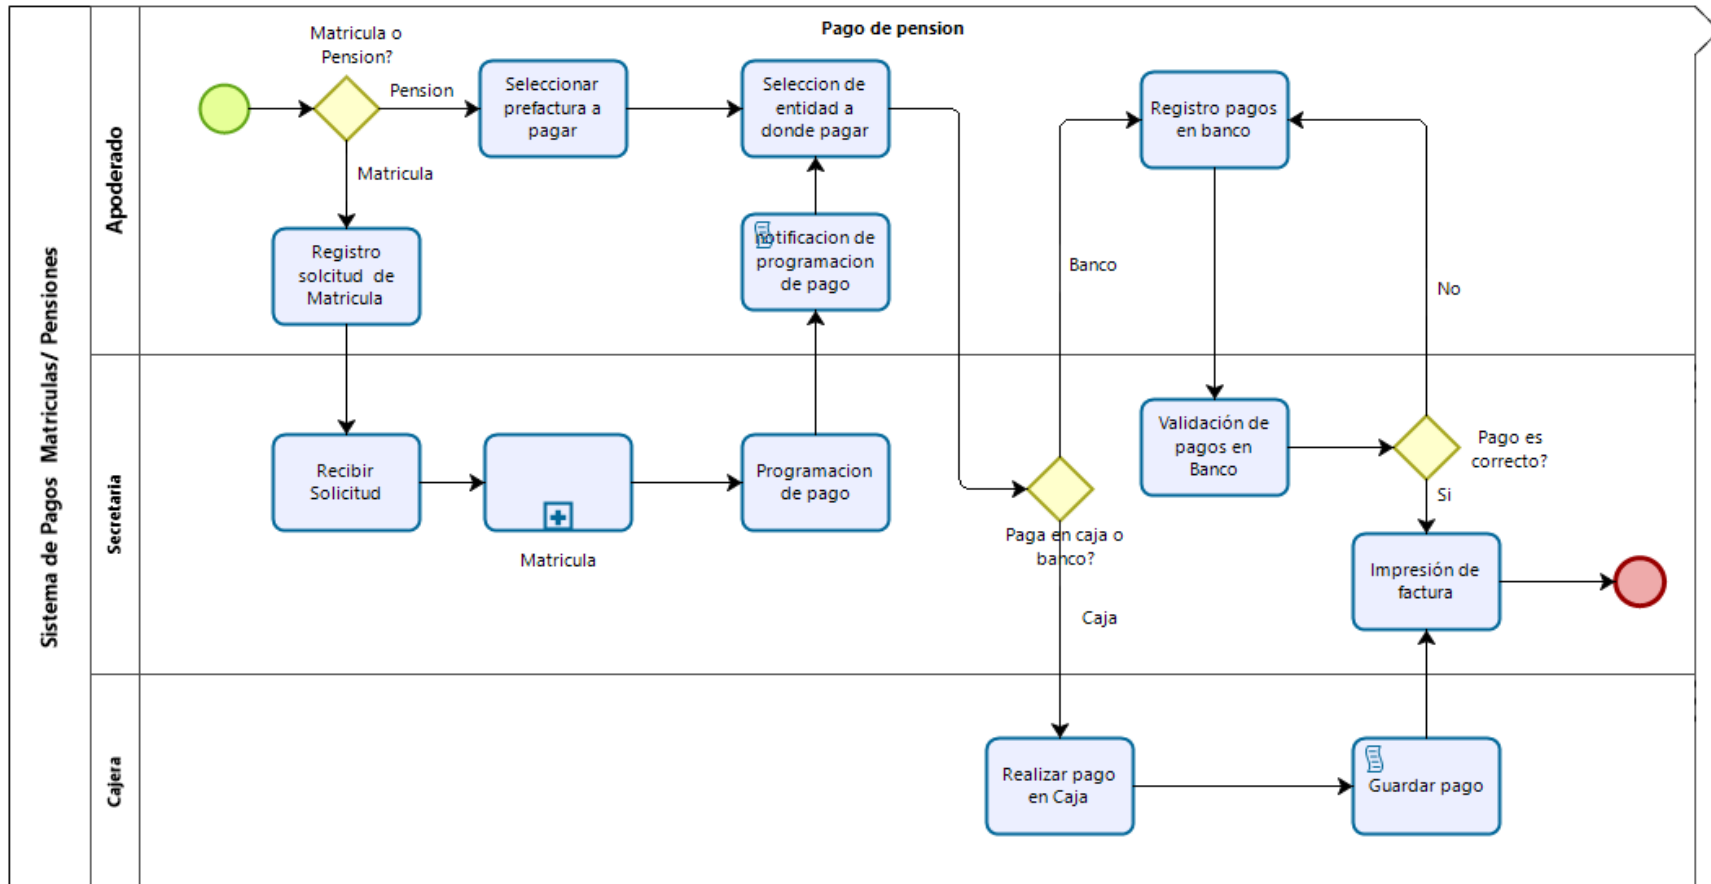 Pago de pension
Sistema de Pagos Matriculas/ Pensiones
Apoderado
Matricula o
Pension?
Pension
Matricula
Seleccionar
prefactura a
pagar
Seleccion de
entidad a
donde pagar
Registro pagos
en banco
Registro
solcitud de
Matricula
notificacion de
programacion
de pago
Banco
No
Secretaria
Recibir
Solicitud
Matricula
Programacion
de pago
Paga en caja o
banco?
Caja
Validación de
pagos en
Banco
Pago es
correcto?
Si
Impresión de
factura
Cajera
Realizar pago
en Caja
Guardar pago